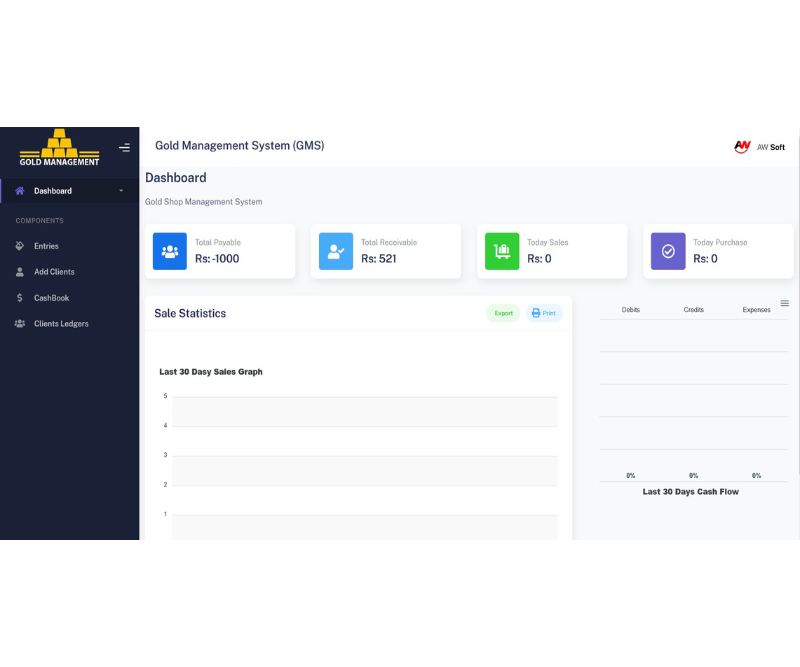 GOLD MANAGEMENT
Gold Management System (GMS)
AW
AW Soft
Dashboard
COMPONENTS
Entries
Add Clients
$ CashBook
Clients Ledgers
Dashboard
Gold Shop Management System
Total Payable
Rs: -1000
Total Receivable
Rs: 521
Today Sales
Rs: 0
Today Purchase
Rs: 0
Sale Statistics
Export
Print
Last 30 Dasy Sales Graph
5
4
3
2
1
Debits
Credits
Expenses
0%
0%
0%
Last 30 Days Cash Flow